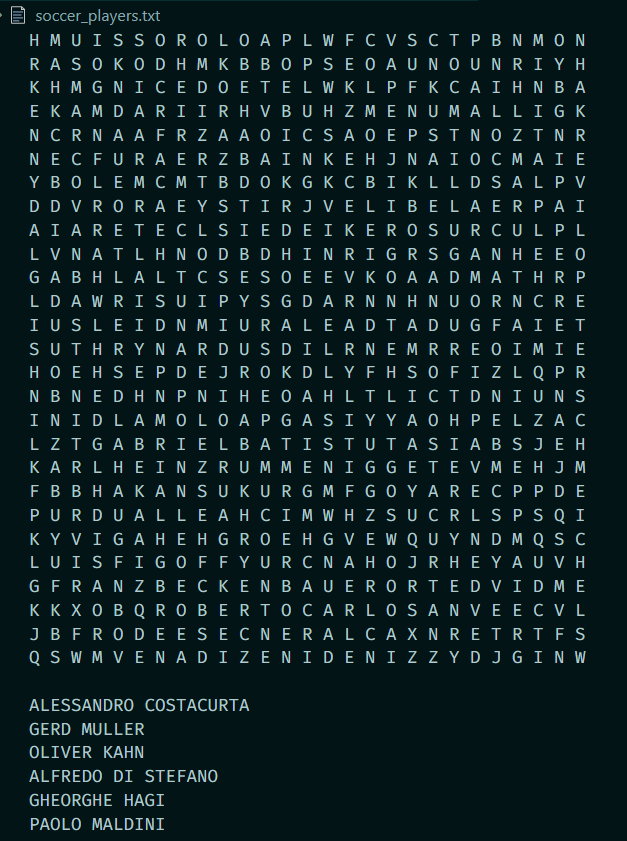 soccer_players.txt
H M U I S S O R O L O A P L W F C V S C T P B N M O N
R A S O K O D H M K B B O P S E O A U N O U N R I Y H
K H M G N I C E D O E T E L W K L P F K C A I H N B A
E K A M D A R I I R H V B U H Z M E N U M A L L I G K
N C R N A A F R Z A A O I C S A O E P S T N O Z T N R
N E C F U R A E R Z B A I N K E H J N A I O C M A I E
Y B O L E M C M T B D O K G K C B I K L L D S A L P V
D D V R O R A E Y S T I R J V E L I B E L A E R P A I
A I A R E T E C L S I E D E I K E R O S U R C U L P L
L V N A T L H N O D B D H I N R I G R S G A N H E E O
G A B H L A L T C S E S O E E V K O A A D M A T H R P
L D A W R I S U I P Y S G D A R N N H N U O R N C R E
I U S L E I D N M I U R A L E A D T A D U G F A I E T
S U T H R Y N A R D U S D I L R N E M R R E O I M I E
H O E H S E P D E J R O K D L Y F H S O F I Z L Q P R
N B N E D H N P N I H E O A H L T L I C T D N I U N S
I N I D L A M O L O A P G A S I Y Y A O H P E L Z A C
L Z T G A B R I E L B A T I S T U T A S I A B S J E H
K A R L H E I N Z R U M M E N I G G E T E V M E H J M
F B B H A K A N S U K U R G M F G O Y A R E C P P D E
P U R D U A L L E A H C I M W H Z S U C R L S P S Q I
K Y V I G A H E H G R O E H G V E W Q U Y N D M Q S C
L U I S F I G O F F Y U R C N A H O J R H E Y A U V H
G F R A N Z B E C K E N B A U E R O R T E D V I D M E
K K X O B Q R O B E R T O C A R L O S A N V E E C V L
J B F R O D E E S E C N E R A L C A X N R E T R T F S
Q S W M V E N A D I Z E N I D E N I Z Z Y D J G I N W
ALESSANDRO COSTACURTA
GERD MULLER
OLIVER KAHN
ALFREDO DI STEFANO
GHEORGHE HAGI
PAOLO MALDINI